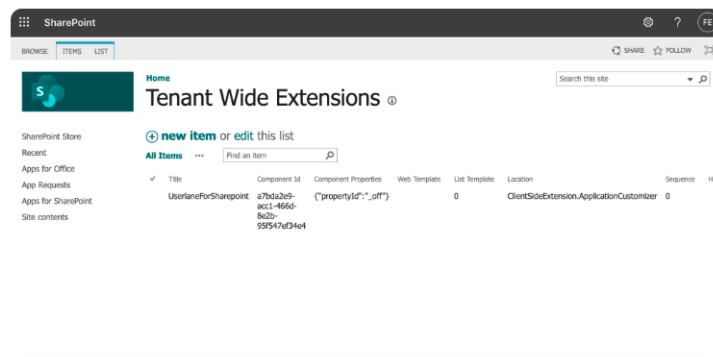 SharePoint
?
FE
BROWSE ITEMS LIST
SHARE FOLLOW
S
Home
Search this site
Tenant Wide Extensions
new item or edit this list
SharePoint Store
Recent
Apps for Office
App Requests
Apps for SharePoint
Site contents
All Items ... Find an item
Title Component Id Component Properties Web Template List Template Location Sequence H
UserlaneForSharepoint a7bda2e9- {"propertyId":"_off"} 0 ClientSideExtension.ApplicationCustomizer 0
acc1-466d-
8e2b-
95f547ef34e4